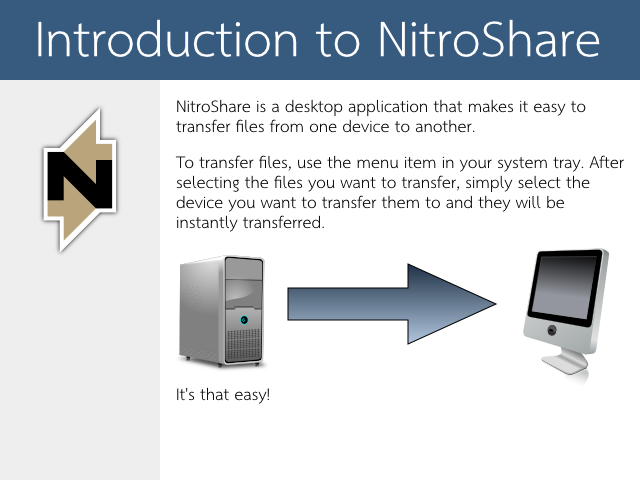 Introduction to NitroShare
N
NitroShare is a desktop application that makes it easy to
transfer files from one device to another.
To transfer files, use the menu item in your system tray. After
selecting the files you want to transfer, simply select the
device you want to transfer them to and they will be
instantly transferred.
It's that easy!